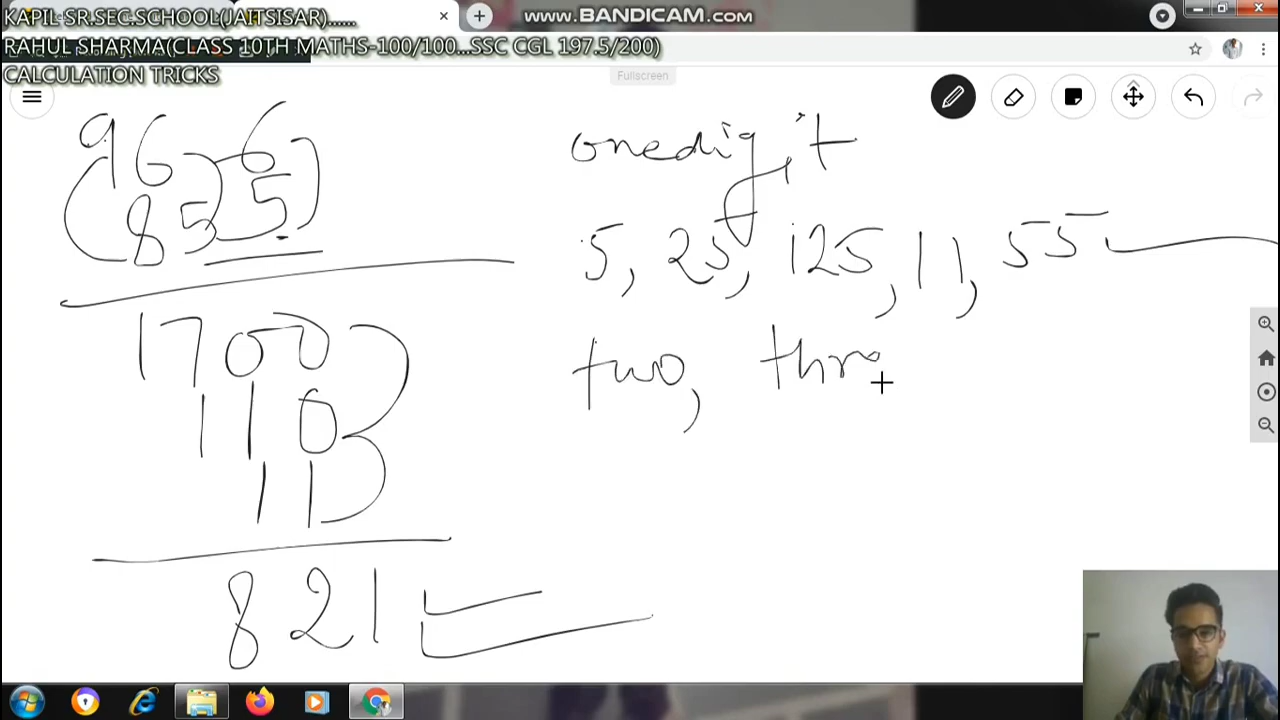 KAPIL SR.SEC.SCHOOL(JAITSISAR)......
www.BANDICAM.com
RAHUL SHARMA(CLASS 10TH MATHS-100/100...SSC CGL 197.5/200)
CALCULATION TRICKS
Fullscreen
96 6
85 5
1700
110
11
821
one digit
5, 25, 125, 11, 55
two, thre